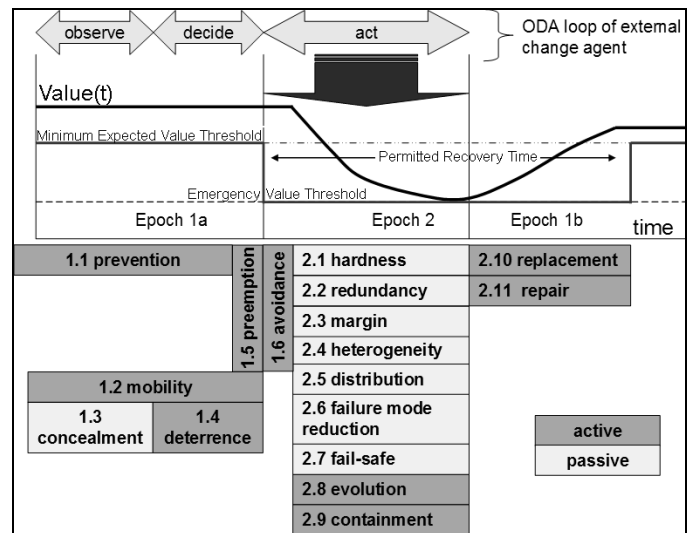 observe
decide
act
ODA loop of external
change agent
Value(t)
Minimum Expected Value Threshold
Permitted Recovery Time
Emergency Value Threshold
Epoch 1a
Epoch 2
Epoch 1b
time
1.1 prevention
1.5 preemption
1.6 avoidance
2.1 hardness
2.10 replacement
2.2 redundancy
2.11 repair
2.3 margin
2.4 heterogeneity
2.5 distribution
1.2 mobility
1.3
concealment
1.4
deterrence
2.6 failure mode
reduction
2.7 fail-safe
2.8 evolution
2.9 containment
active
passive